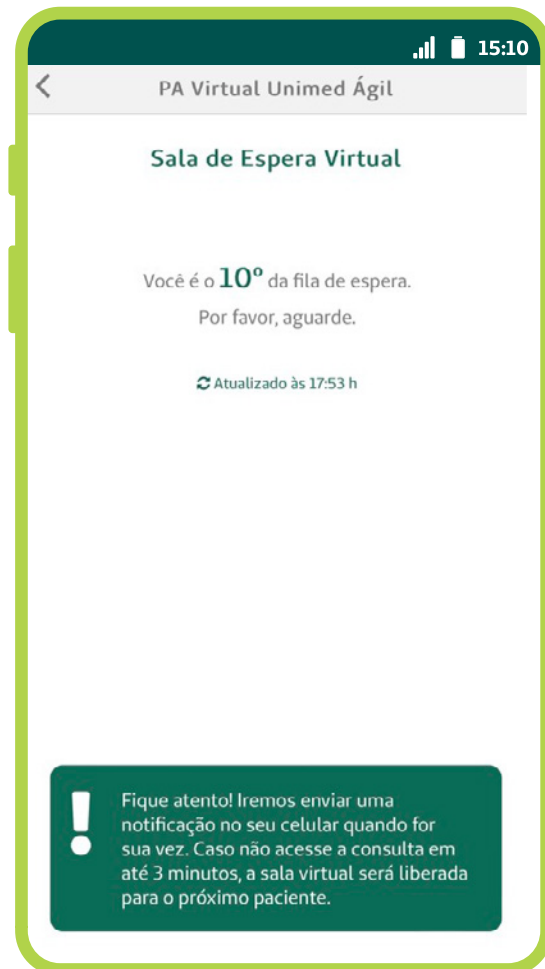 15:10
PA Virtual Unimed Ágil
Sala de Espera Virtual
Você é o 10º da fila de espera.
Por favor, aguarde.
Atualizado às 17:53 h
Fique atento! Iremos enviar uma
notificação no seu celular quando for
sua vez. Caso não acesse a consulta em
até 3 minutos, a sala virtual será liberada
para o próximo paciente.